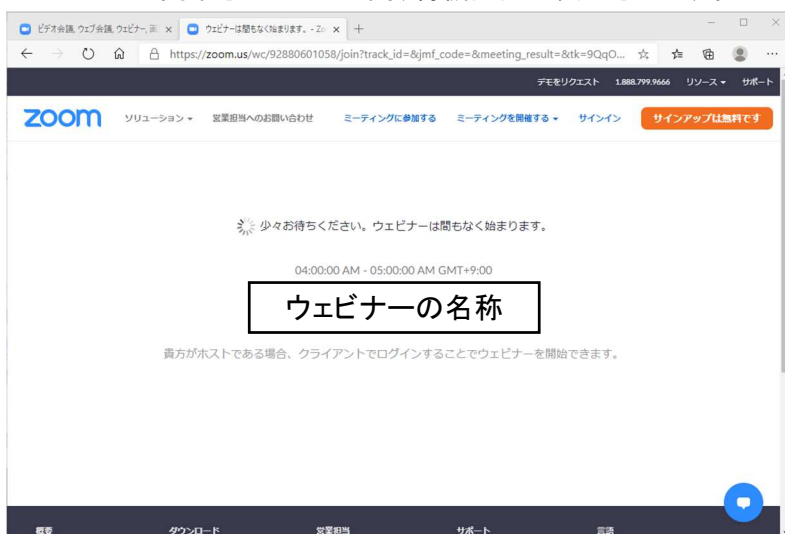 ビデオ会議, ウェブ会議, ウェビナー, 画
ウェビナーは間もなく始まります。 - Zo
https://zoom.us/wc/92880601058/join?track_id=&jmf_code=&meeting_result=&tk=9QqO...
デモをリクエスト 1.888.799.9666 リソース サポート
zoom ソリューション 営業担当へのお問い合わせ ミーティングに参加する ミーティングを開催する サインイン サインアップは無料です
少々お待ちください。ウェビナーは間もなく始まります。
04:00:00 AM - 05:00:00 AM GMT+9:00
ウェビナーの名称
貴方がホストである場合、クライアントでログインすることでウェビナーを開始できます。
概要 ダウンロード 営業担当 サポート 言語